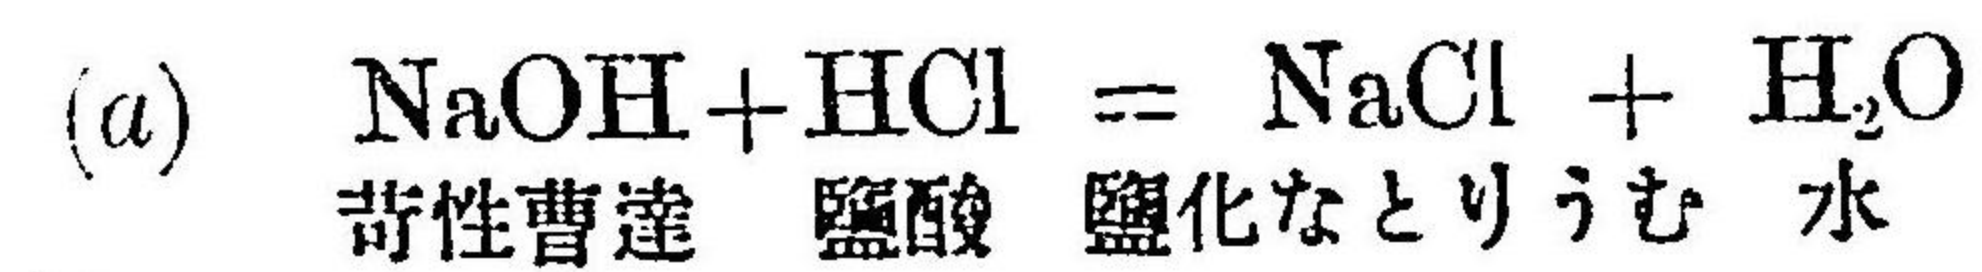 (a) NaOH + HCl = NaCl + H₂O
苛性曹達 鹽酸 鹽化なとりうむ 水